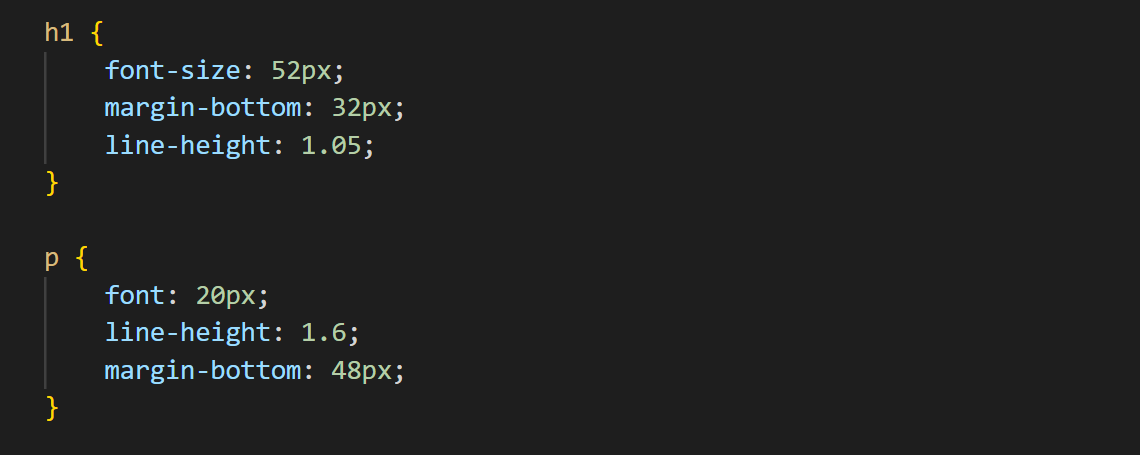 h1 {
    font-size: 52px;
    margin-bottom: 32px;
    line-height: 1.05;
}

p {
    font: 20px;
    line-height: 1.6;
    margin-bottom: 48px;
}